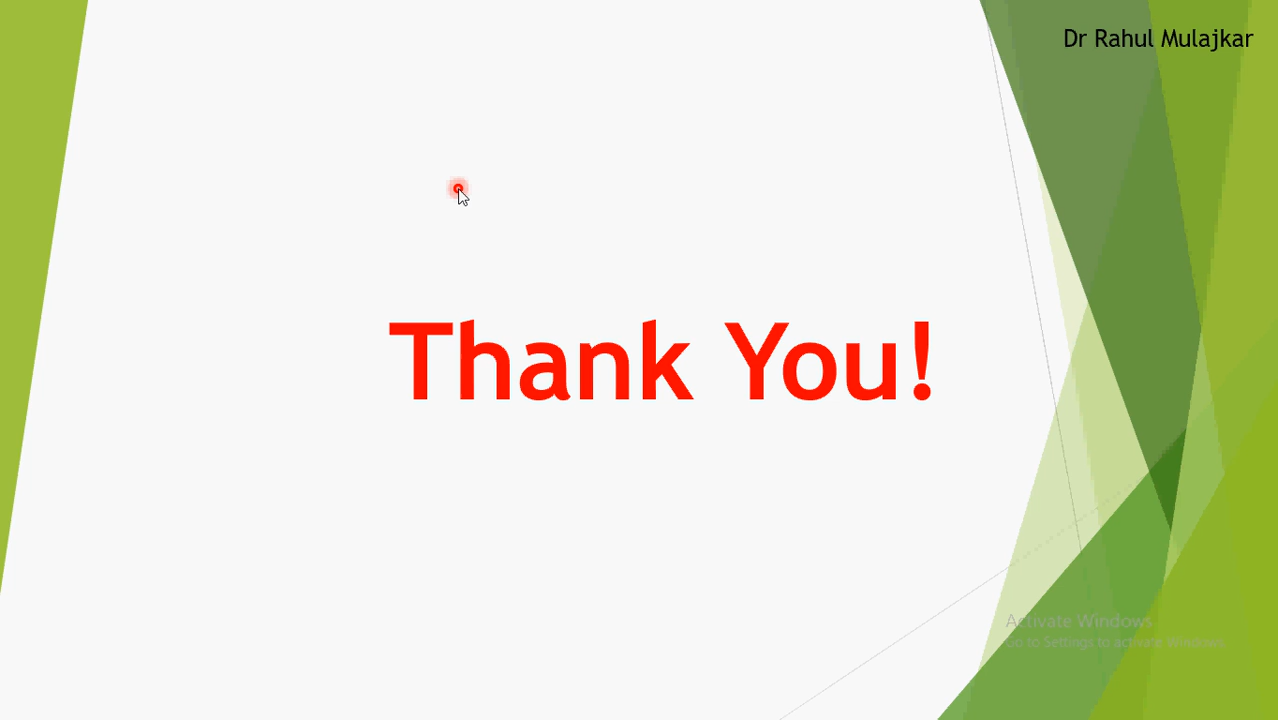 Dr Rahul Mulajkar
Thank You!
Activate Windows
Go to Settings to activate Windows.